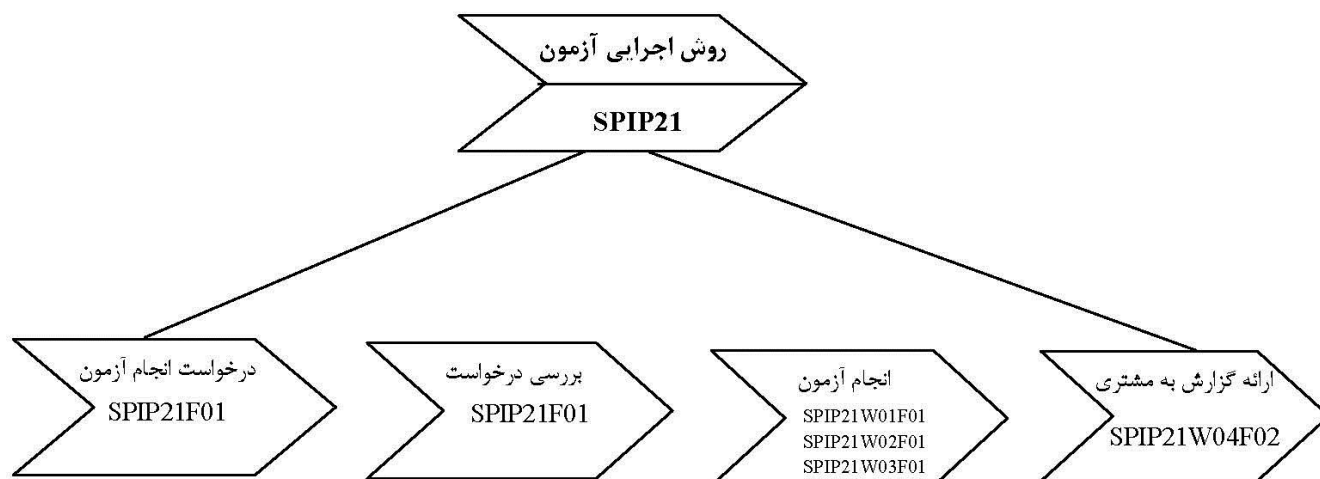 روش اجرایی آزمون
SPIP21
درخواست انجام آزمون
SPIP21F01
بررسی درخواست
SPIP21F01
انجام آزمون
SPIP21W01F01
SPIP21W02F01
SPIP21W03F01
ارائه گزارش به مشتری
SPIP21W04F02